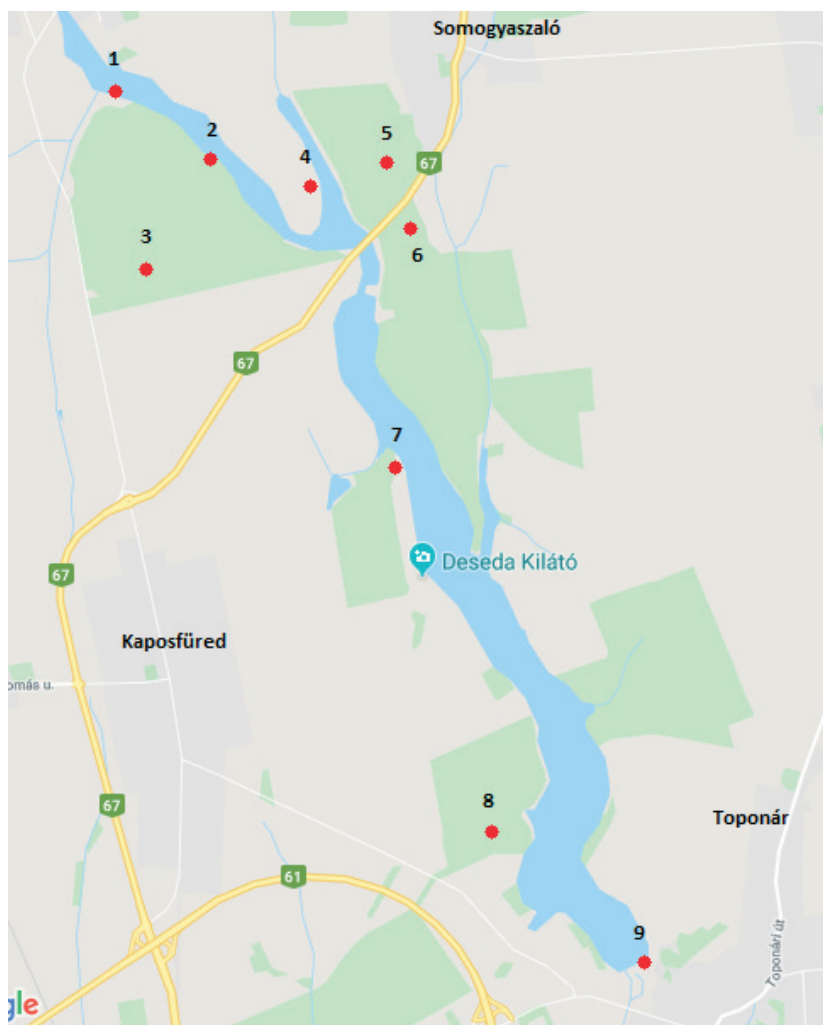 Somogyaszaló
1
2
5
4
67
3
6
67
7
Deseda Kilátó
67
Kaposfüred
omás u.
67
8
Toponár
61
9
Toponári út
gle